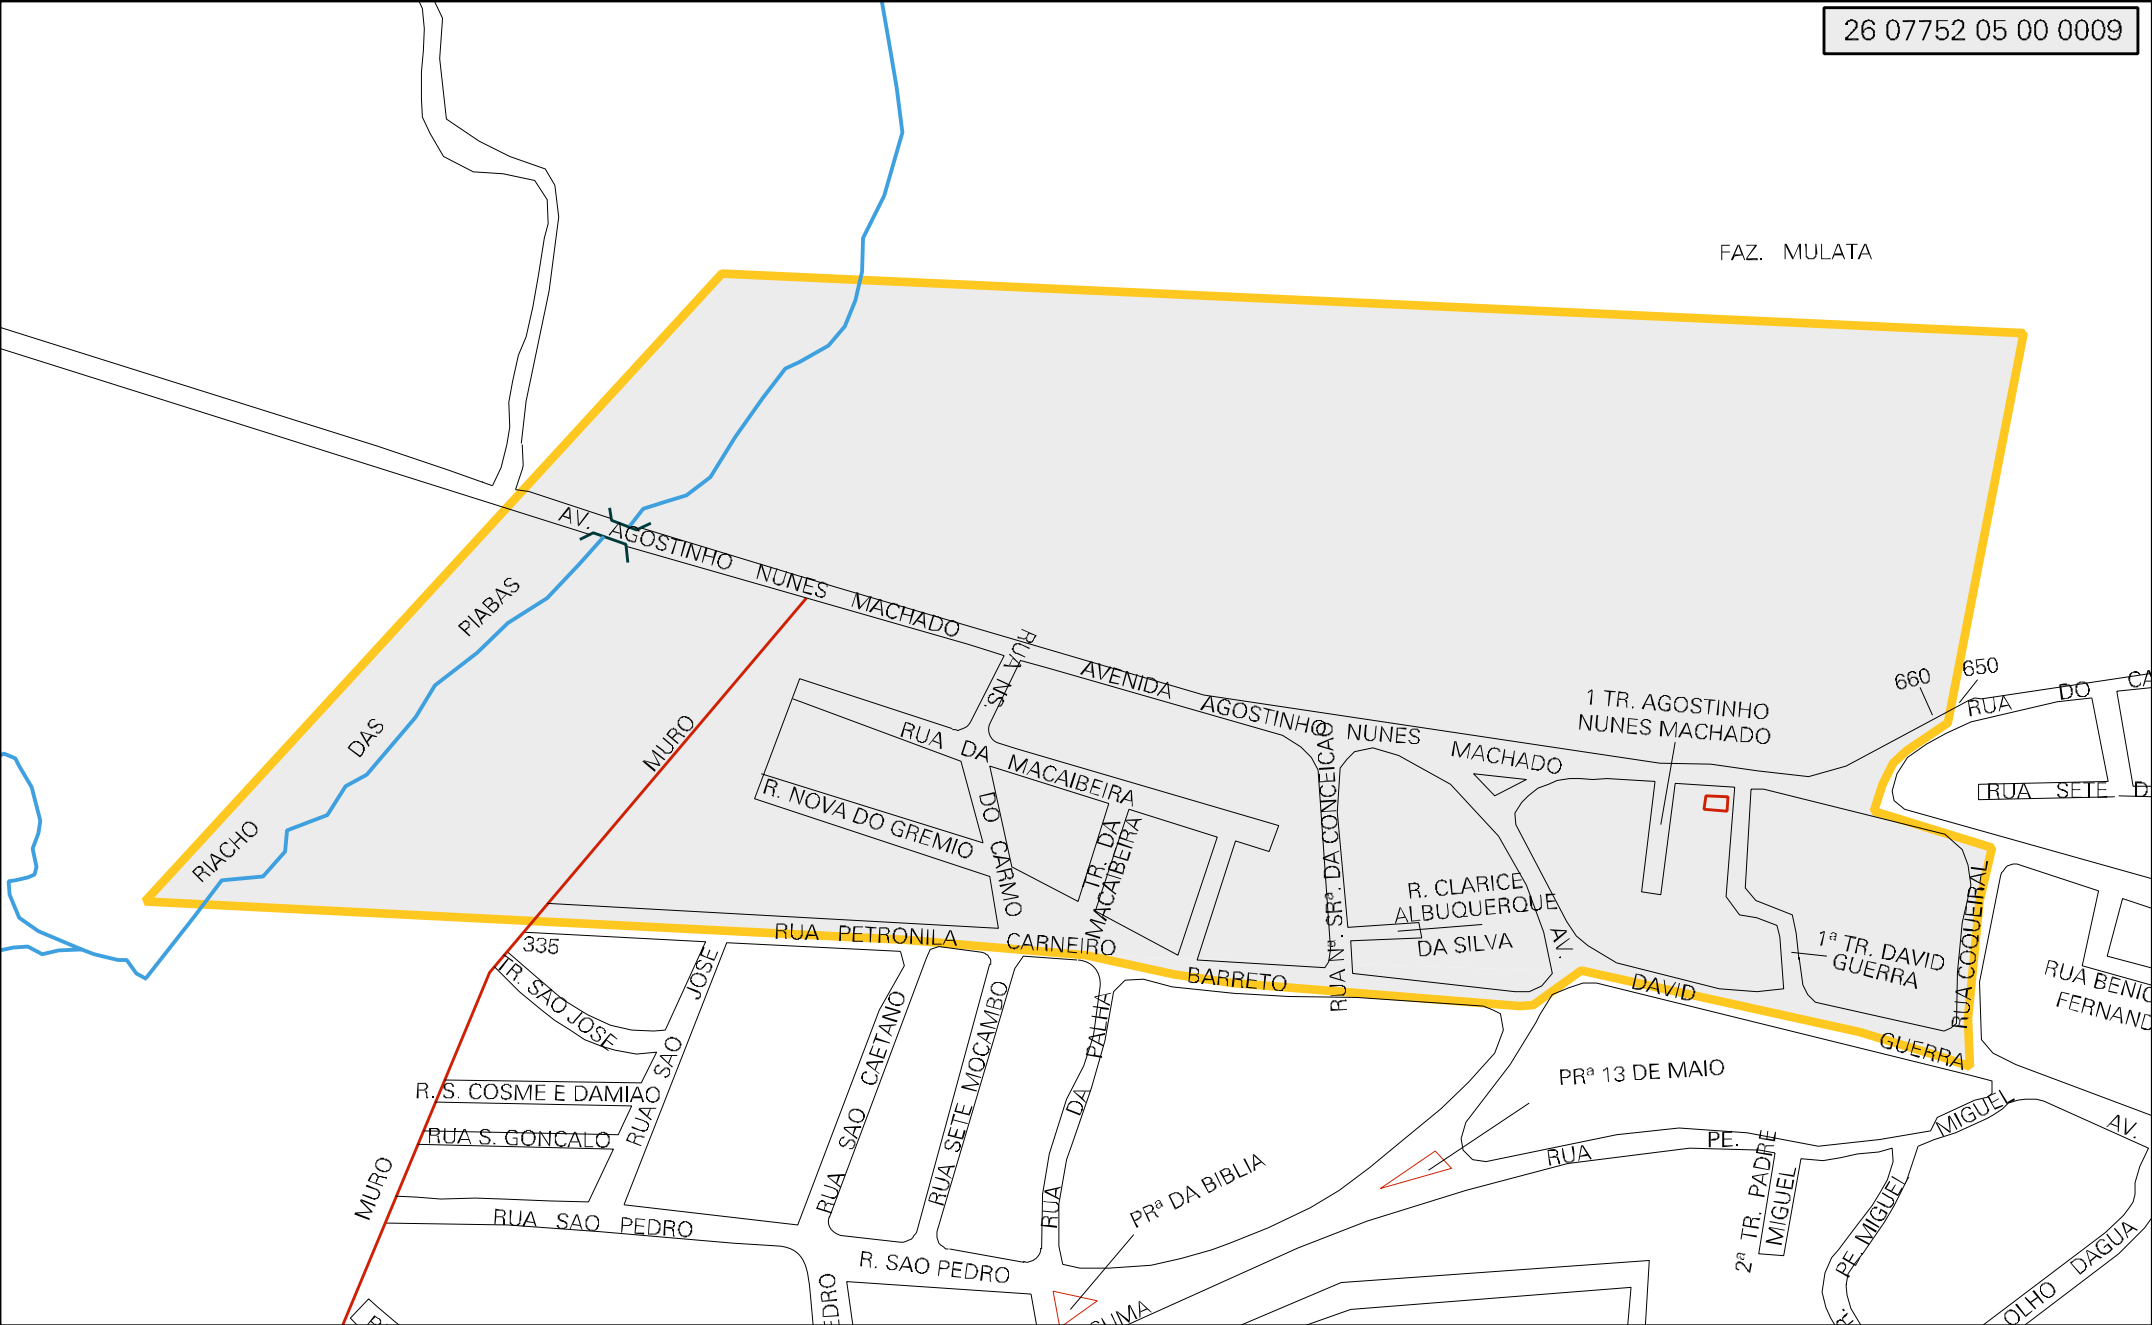 26 07752 05 00 0009
FAZ. MULATA
AV. AGOSTINHO NUNES MACHADO
AVENIDA AGOSTINHO NUNES MACHADO
RIACHO DAS PIABAS
MURO
RUA NS. DO CARMO
RUA DA MACAIBEIRA
R. NOVA DO GREMIO
TR. DA
MACAIBEIRA
RUA Nª. SRª. DA CONCEICAO
1 TR. AGOSTINHO
NUNES MACHADO
660
650
RUA DO CA
RUA SETE D
R. CLARICE
ALBUQUERQUE
DA SILVA
1ª TR. DAVID
GUERRA
RUA COQUEIRAL
RUA BENIC
FERNAND
AV. DAVID GUERRA
RUA PETRONILA CARNEIRO BARRETO
335
TR. SAO JOSE
RUA SAO JOSE
R. S. COSME E DAMIAO
RUA S. GONCALO
MURO
RUA SAO PEDRO
RUA SAO CAETANO
RUA SETE MOCAMBO
RUA DA PALHA
R. SAO PEDRO
EDRO
PRª DA BIBLIA
PRª 13 DE MAIO
RUA PE. MIGUEL
2ª TR. PADRE
MIGUEL
PE. MIGUEL
AV.
OLHO DAGUA